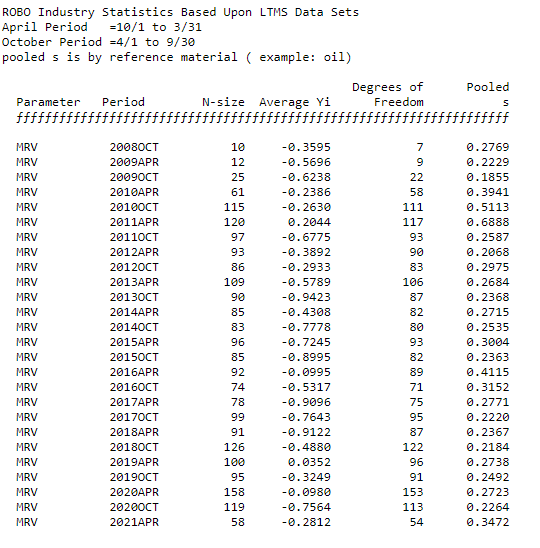 ROBO Industry Statistics Based Upon LTMS Data Sets
April Period   =10/1 to 3/31
October Period =4/1 to 9/30
pooled s is by reference material ( example: oil)
Degrees of Pooled
Parameter Period N-size Average Yi Freedom s
ƒƒƒƒƒƒƒƒƒƒƒƒƒƒƒƒƒƒƒƒƒƒƒƒƒƒƒƒƒƒƒƒƒƒƒƒƒƒƒƒƒƒƒƒƒƒƒƒƒƒƒƒƒƒƒƒƒƒƒƒƒƒƒƒƒƒƒƒ
MRV 2008OCT 10 -0.3595 7 0.2769
MRV 2009APR 12 -0.5696 9 0.2229
MRV 2009OCT 25 -0.6238 22 0.1855
MRV 2010APR 61 -0.2386 58 0.3941
MRV 2010OCT 115 -0.2630 111 0.5113
MRV 2011APR 120 0.2044 117 0.6888
MRV 2011OCT 97 -0.6775 93 0.2587
MRV 2012APR 93 -0.3892 90 0.2068
MRV 2012OCT 86 -0.2933 83 0.2975
MRV 2013APR 109 -0.5789 106 0.2684
MRV 2013OCT 90 -0.9423 87 0.2368
MRV 2014APR 85 -0.4308 82 0.2715
MRV 2014OCT 83 -0.7778 80 0.2535
MRV 2015APR 96 -0.7245 93 0.3004
MRV 2015OCT 85 -0.8995 82 0.2363
MRV 2016APR 92 -0.0995 89 0.4115
MRV 2016OCT 74 -0.5317 71 0.3152
MRV 2017APR 78 -0.9096 75 0.2771
MRV 2017OCT 99 -0.7643 95 0.2220
MRV 2018APR 91 -0.9122 87 0.2367
MRV 2018OCT 126 -0.4880 122 0.2184
MRV 2019APR 100 0.0352 96 0.2738
MRV 2019OCT 95 -0.3249 91 0.2492
MRV 2020APR 158 -0.0980 153 0.2723
MRV 2020OCT 119 -0.7564 113 0.2264
MRV 2021APR 58 -0.2812 54 0.3472